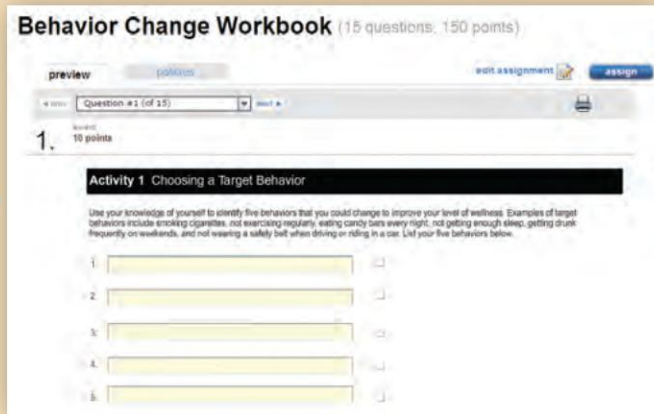 Behavior Change Workbook (15 questions, 150 points)
preview policies edit assignment assign
Question #1 (of 15) next
1.
10 points
Activity 1 Choosing a Target Behavior
Use your knowledge of yourself to identify five behaviors that you could change to improve your level of wellness. Examples of target
behaviors include smoking cigarettes, not exercising regularly, eating candy bars every night, not getting enough sleep, getting drunk
frequently on weekends, and not wearing a safety belt when driving or riding in a car. List your five behaviors below.
1.
2.
3.
4.
5.